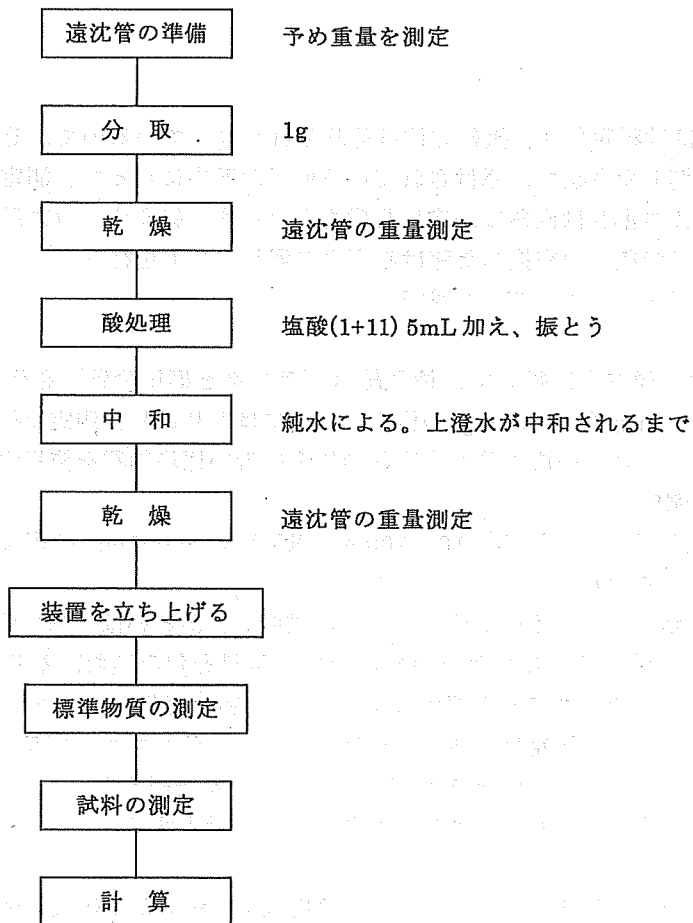 遠沈管の準備 予め重量を測定
分 取 1g
乾 燥 遠沈管の重量測定
酸処理 塩酸(1+11) 5mL加え、振とう
中 和 純水による。上澄水が中和されるまで
乾 燥 遠沈管の重量測定
装置を立ち上げる
標準物質の測定
試料の測定
計 算